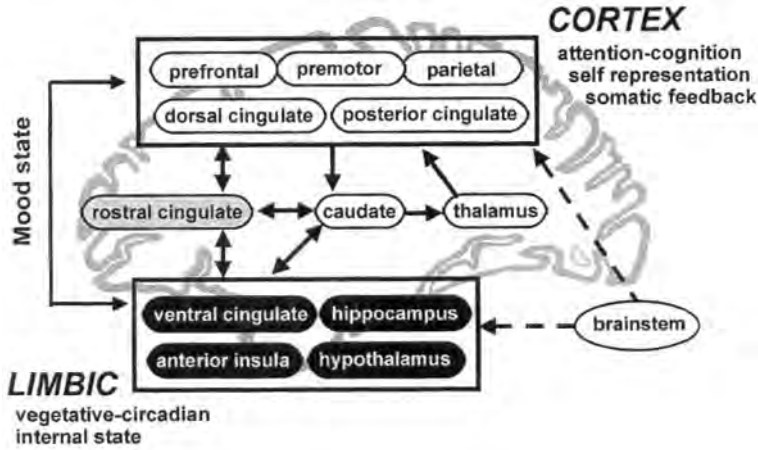 CORTEX
attention-cognition
self representation
somatic feedback
prefrontal
premotor
parietal
dorsal cingulate
posterior cingulate
Mood state
rostral cingulate
caudate
thalamus
ventral cingulate
hippocampus
brainstem
anterior insula
hypothalamus
LIMBIC
vegetative-circadian
internal state